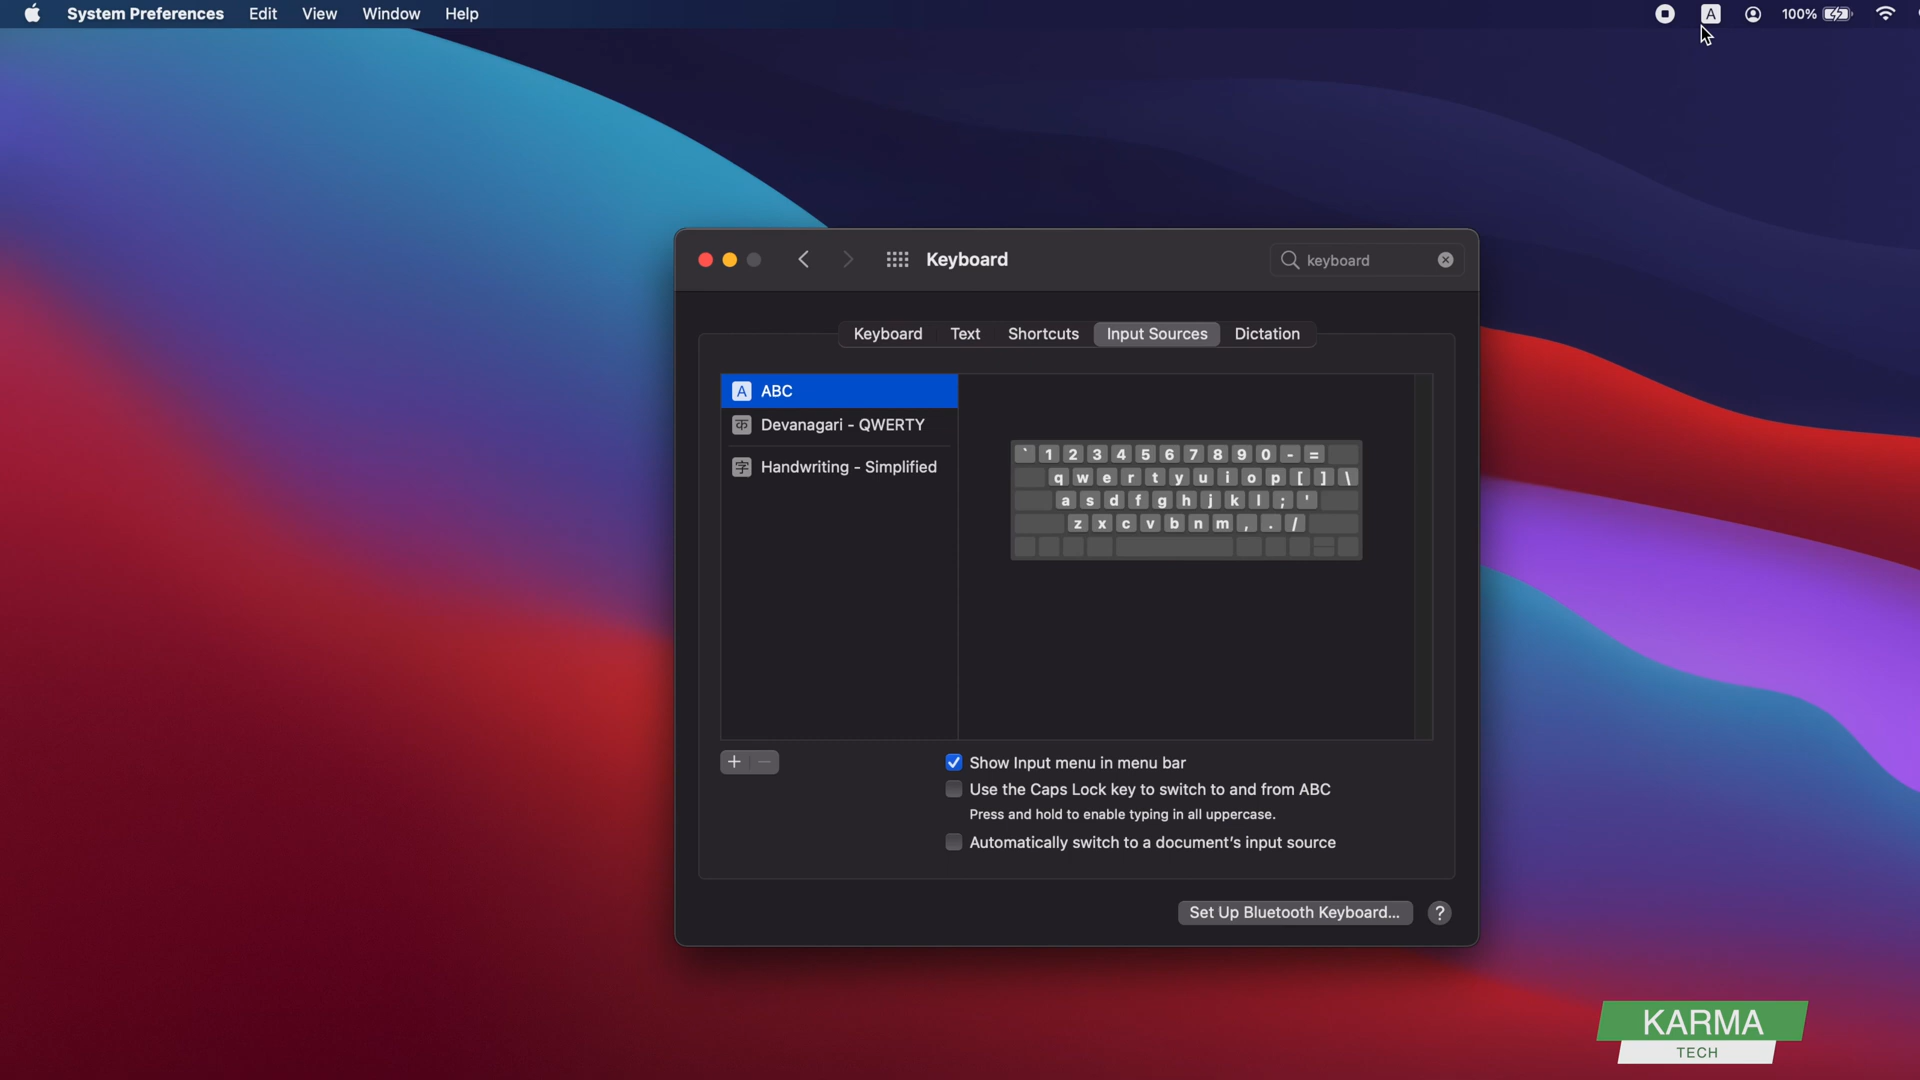 System Preferences Edit View Window Help
A 100%
Keyboard
keyboard
Keyboard Text Shortcuts Input Sources Dictation
A ABC
Devanagari - QWERTY
字 Handwriting - Simplified
` 1 2 3 4 5 6 7 8 9 0 - =
q w e r t y u i o p [ ] \
a s d f g h j k l ; '
z x c v b n m , . /
+ −
Show Input menu in menu bar
Use the Caps Lock key to switch to and from ABC
Press and hold to enable typing in all uppercase.
Automatically switch to a document's input source
Set Up Bluetooth Keyboard... ?
KARMA
TECH